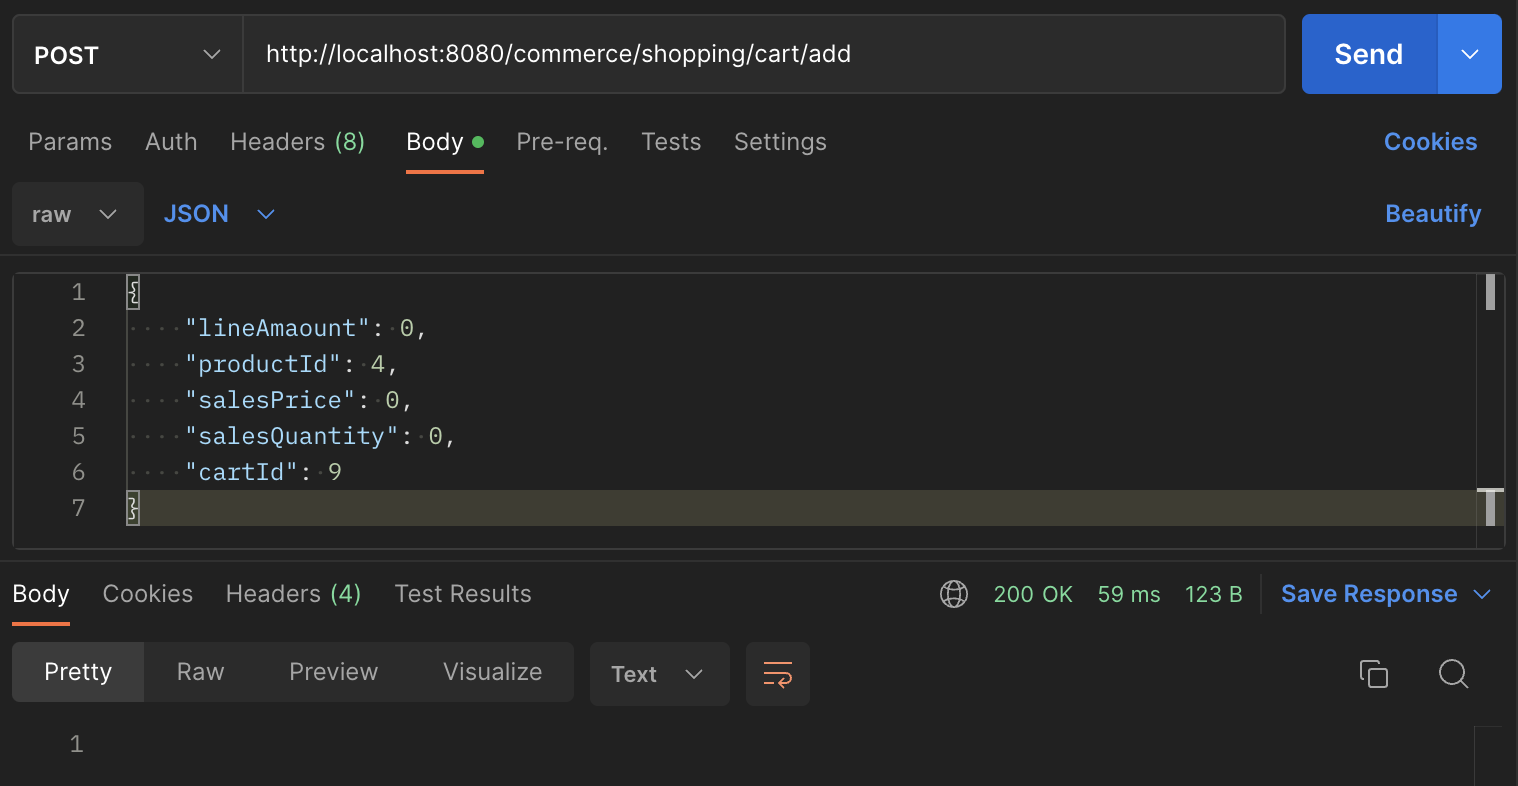 POST http://localhost:8080/commerce/shopping/cart/add Send
Params Auth Headers (8) Body Pre-req. Tests Settings Cookies
raw JSON Beautify
1 {
2 "lineAmaount": 0,
3 "productId": 4,
4 "salesPrice": 0,
5 "salesQuantity": 0,
6 "cartId": 9
7 }
Body Cookies Headers (4) Test Results 200 OK 59 ms 123 B Save Response
Pretty Raw Preview Visualize Text
1